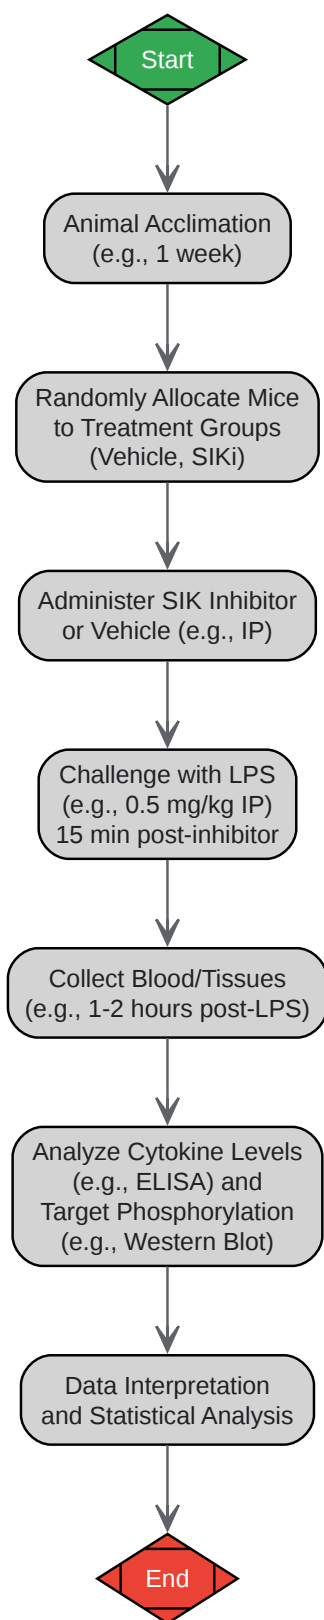 Start
Animal Acclimation
(e.g., 1 week)
Randomly Allocate Mice
to Treatment Groups
(Vehicle, SIKi)
Administer SIK Inhibitor
or Vehicle (e.g., IP)
Challenge with LPS
(e.g., 0.5 mg/kg IP)
15 min post-inhibitor
Collect Blood/Tissues
(e.g., 1-2 hours post-LPS)
Analyze Cytokine Levels
(e.g., ELISA) and
Target Phosphorylation
(e.g., Western Blot)
Data Interpretation
and Statistical Analysis
End